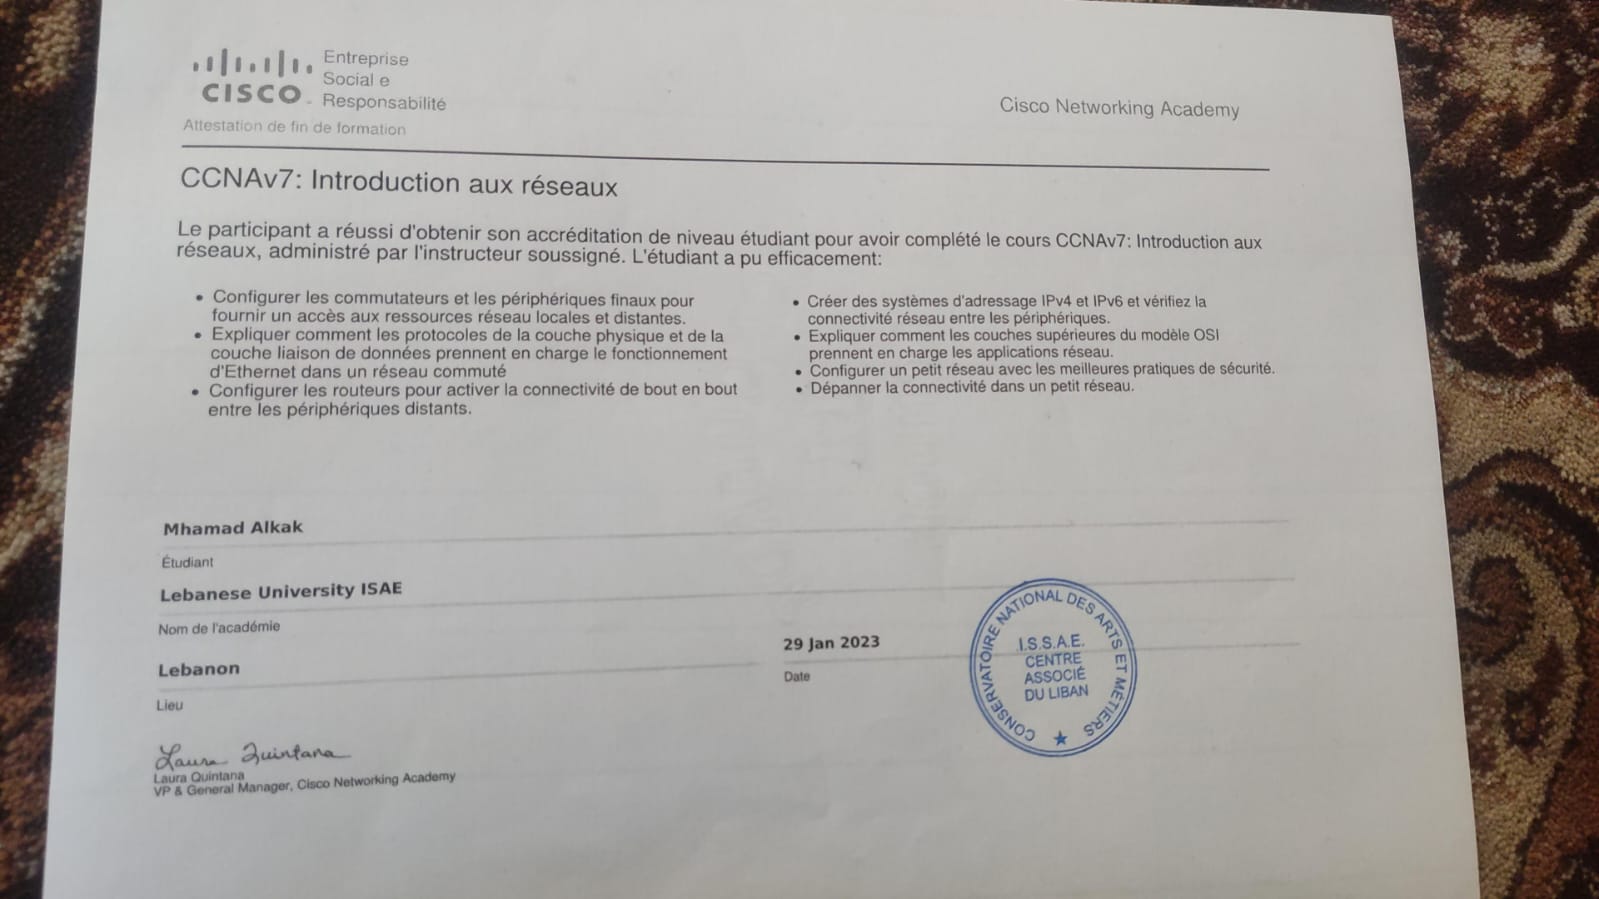 CISCO
Entreprise
Social e
Responsabilité
Attestation de fin de formation
Cisco Networking Academy
CCNAv7: Introduction aux réseaux
Le participant a réussi d'obtenir son accréditation de niveau étudiant pour avoir complété le cours CCNAv7: Introduction aux
réseaux, administré par l'instructeur soussigné. L'étudiant a pu efficacement:
• Configurer les commutateurs et les périphériques finaux pour
fournir un accès aux ressources réseau locales et distantes.
• Expliquer comment les protocoles de la couche physique et de la
couche liaison de données prennent en charge le fonctionnement
d'Ethernet dans un réseau commuté
• Configurer les routeurs pour activer la connectivité de bout en bout
entre les périphériques distants.
• Créer des systèmes d'adressage IPv4 et IPv6 et vérifiez la
connectivité réseau entre les périphériques.
• Expliquer comment les couches supérieures du modèle OSI
prennent en charge les applications réseau.
• Configurer un petit réseau avec les meilleures pratiques de sécurité.
• Dépanner la connectivité dans un petit réseau.
Mhamad Alkak
Étudiant
Lebanese University ISAE
Nom de l'académie
Lebanon
Lieu
29 Jan 2023
Date
CONSERVATOIRE NATIONAL DES ARTS ET MÉTIERS
I.S.S.A.E.
CENTRE
ASSOCIÉ
DU LIBAN
Laura Quintana
Laura Quintana
VP & General Manager, Cisco Networking Academy